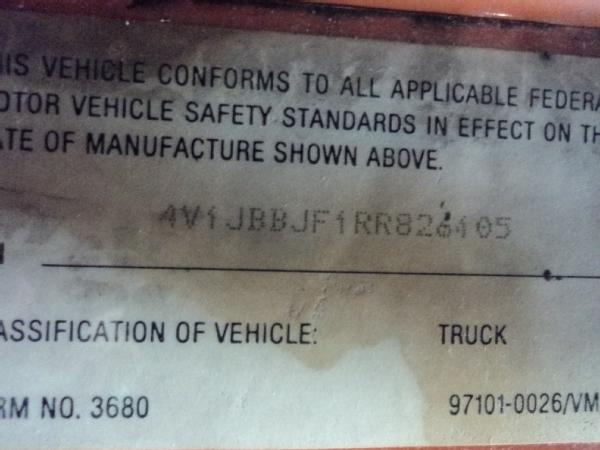 IS VEHICLE CONFORMS TO ALL APPLICABLE FEDERA
OTOR VEHICLE SAFETY STANDARDS IN EFFECT ON TH
TE OF MANUFACTURE SHOWN ABOVE.
4V1JBBJF1RR826405
ASSIFICATION OF VEHICLE: TRUCK
RM NO. 3680 97101-0026/VM